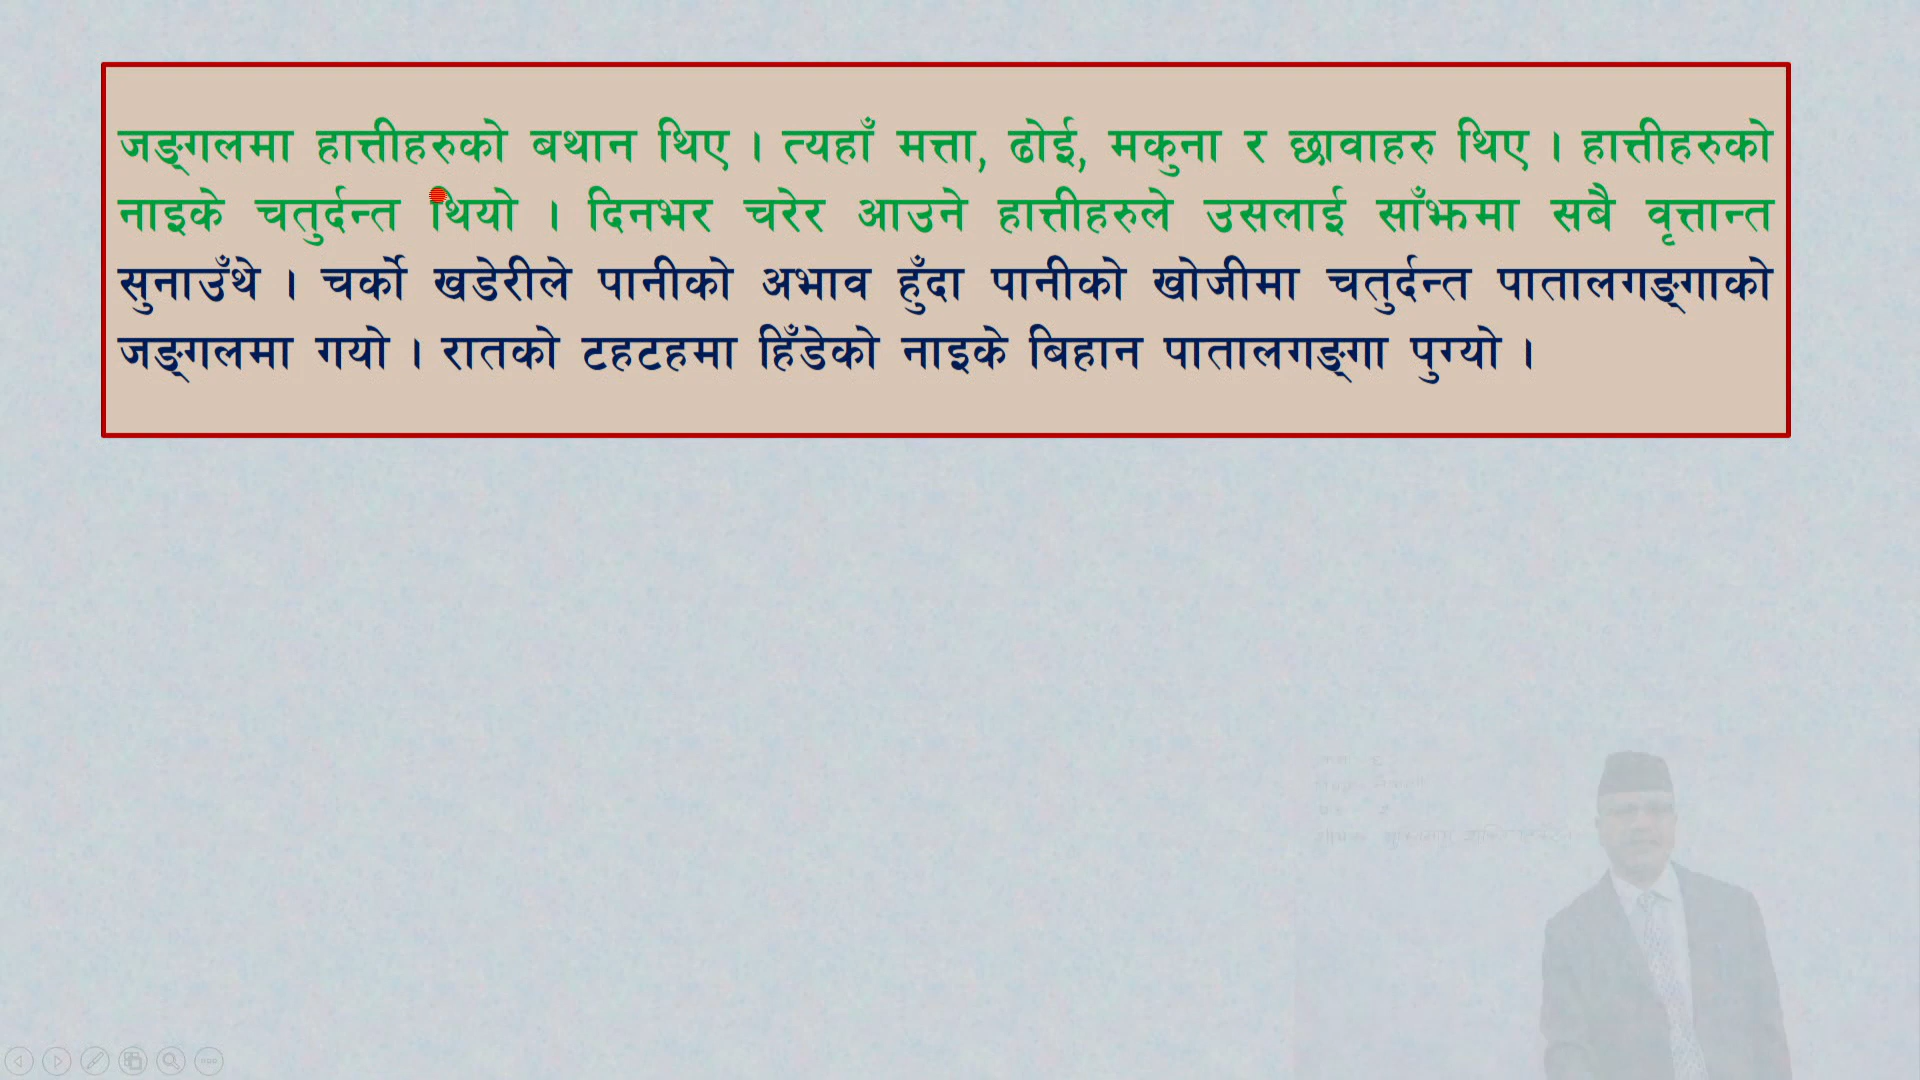 जङ्गलमा हात्तीहरुको बथान थिए । त्यहाँ मत्ता, ढोई, मकुना र छावाहरु थिए । हात्तीहरुको
नाइके चतुर्दन्त थियो । दिनभर चरेर आउने हात्तीहरुले उसलाई साँझमा सबै वृत्तान्त
सुनाउँथे । चर्को खडेरीले पानीको अभाव हुँदा पानीको खोजीमा चतुर्दन्त पातालगङ्गाको
जङ्गलमा गयो । रातको टहटहमा हिँडेको नाइके बिहान पातालगङ्गा पुग्यो ।